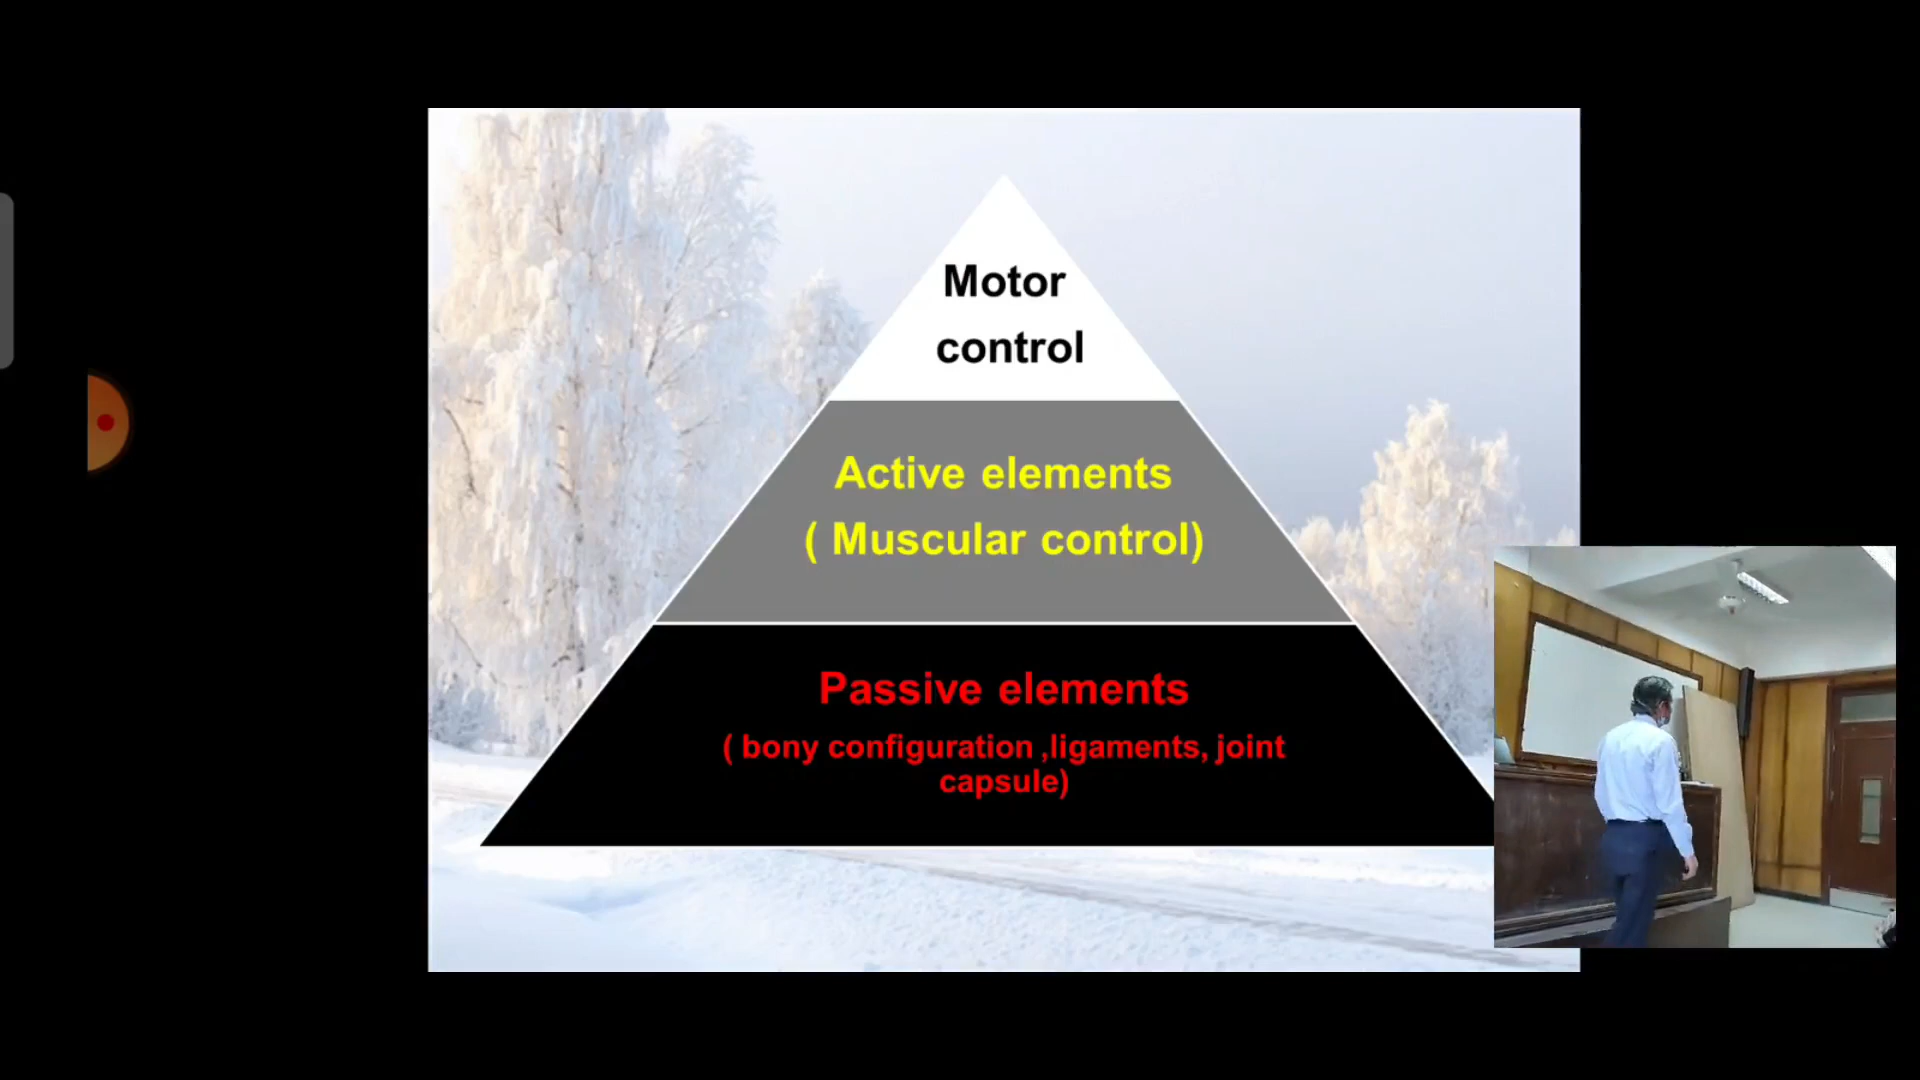 Motor
control
Active elements
( Muscular control)
Passive elements
( bony configuration ,ligaments, joint
capsule)